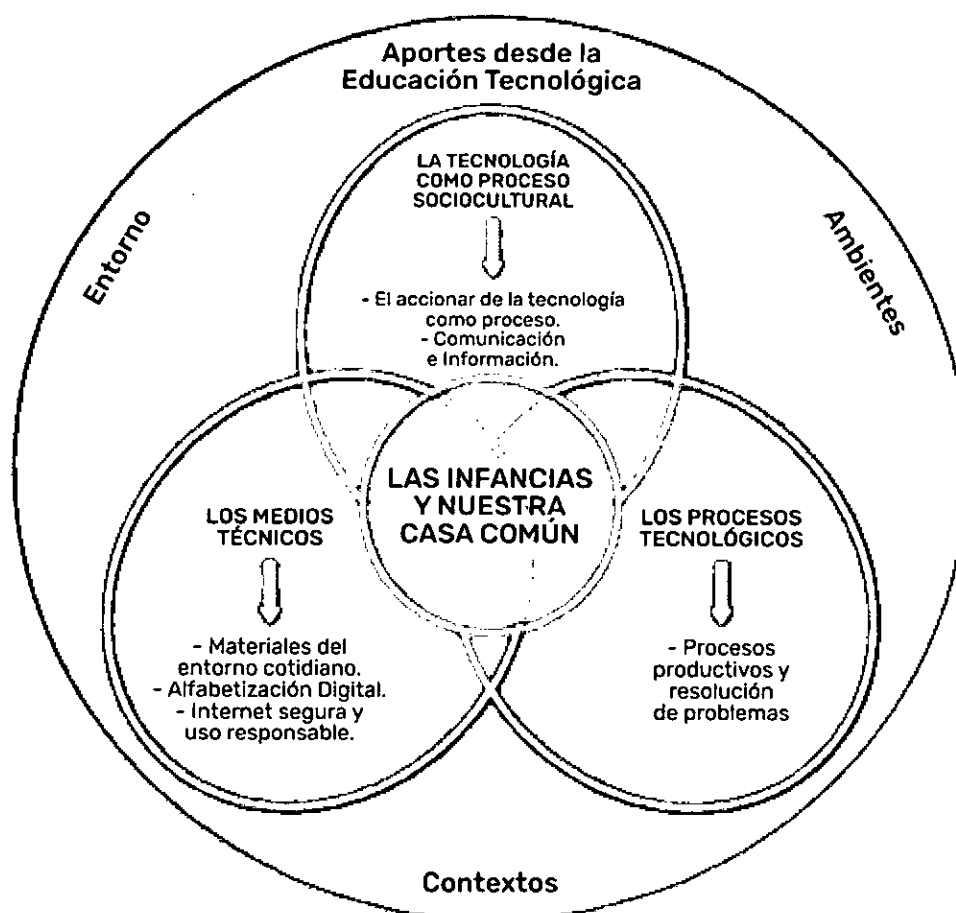 Aportes desde la
Educación Tecnológica
Entorno
Ambientes
LA TECNOLOGÍA
COMO PROCESO
SOCIOCULTURAL
- El accionar de la tecnología
como proceso.
- Comunicación
e Información.
LAS INFANCIAS
Y NUESTRA
CASA COMÚN
LOS MEDIOS
TÉCNICOS
- Materiales del
entorno cotidiano.
- Alfabetización Digital.
- Internet segura y
uso responsable.
LOS PROCESOS
TECNOLÓGICOS
- Procesos
productivos y
resolución
de problemas
Contextos